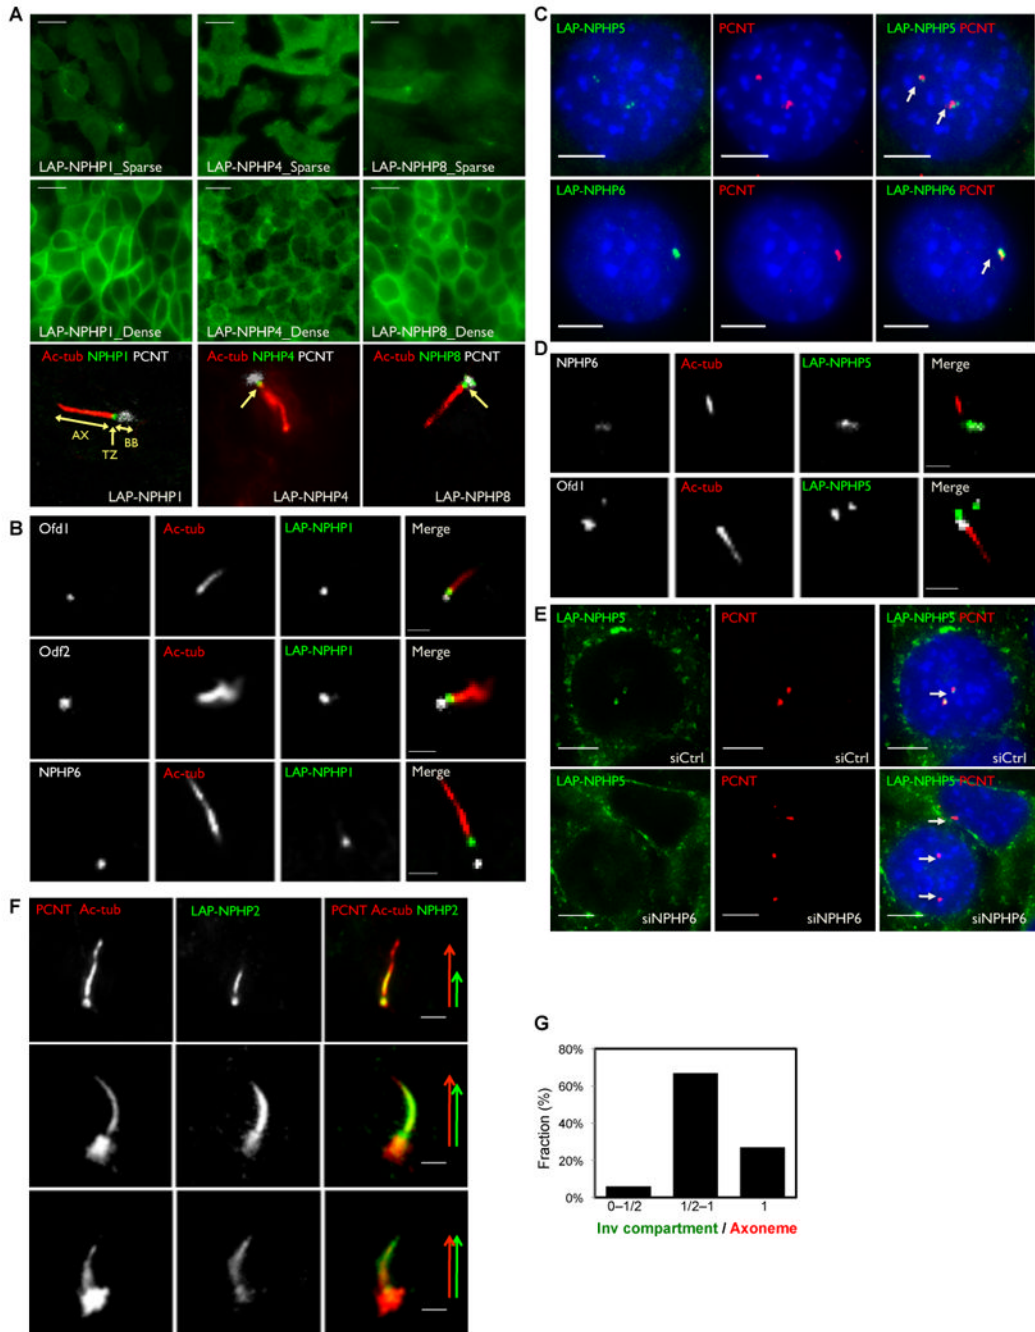 A
LAP-NPHP1_Sparse LAP-NPHP4_Sparse LAP-NPHP8_Sparse
LAP-NPHP1_Dense LAP-NPHP4_Dense LAP-NPHP8_Dense
Ac-tub NPHP1 PCNT Ac-tub NPHP4 PCNT Ac-tub NPHP8 PCNT
AX
TZ
BB
LAP-NPHP1 LAP-NPHP4 LAP-NPHP8
B
Ofd1 Ac-tub LAP-NPHP1 Merge
Odf2 Ac-tub LAP-NPHP1 Merge
NPHP6 Ac-tub LAP-NPHP1 Merge
C
LAP-NPHP5 PCNT LAP-NPHP5 PCNT
LAP-NPHP6 PCNT LAP-NPHP6 PCNT
D
NPHP6 Ac-tub LAP-NPHP5 Merge
Ofd1 Ac-tub LAP-NPHP5 Merge
E
LAP-NPHP5 PCNT LAP-NPHP5 PCNT
siCtrl siCtrl siCtrl
LAP-NPHP5 PCNT LAP-NPHP5 PCNT
siNPHP6 siNPHP6 siNPHP6
F
PCNT Ac-tub LAP-NPHP2 PCNT Ac-tub NPHP2
G
80%
60%
40%
20%
0%
Fraction (%)
0–1/2 1/2–1 1
Inv compartment / Axoneme